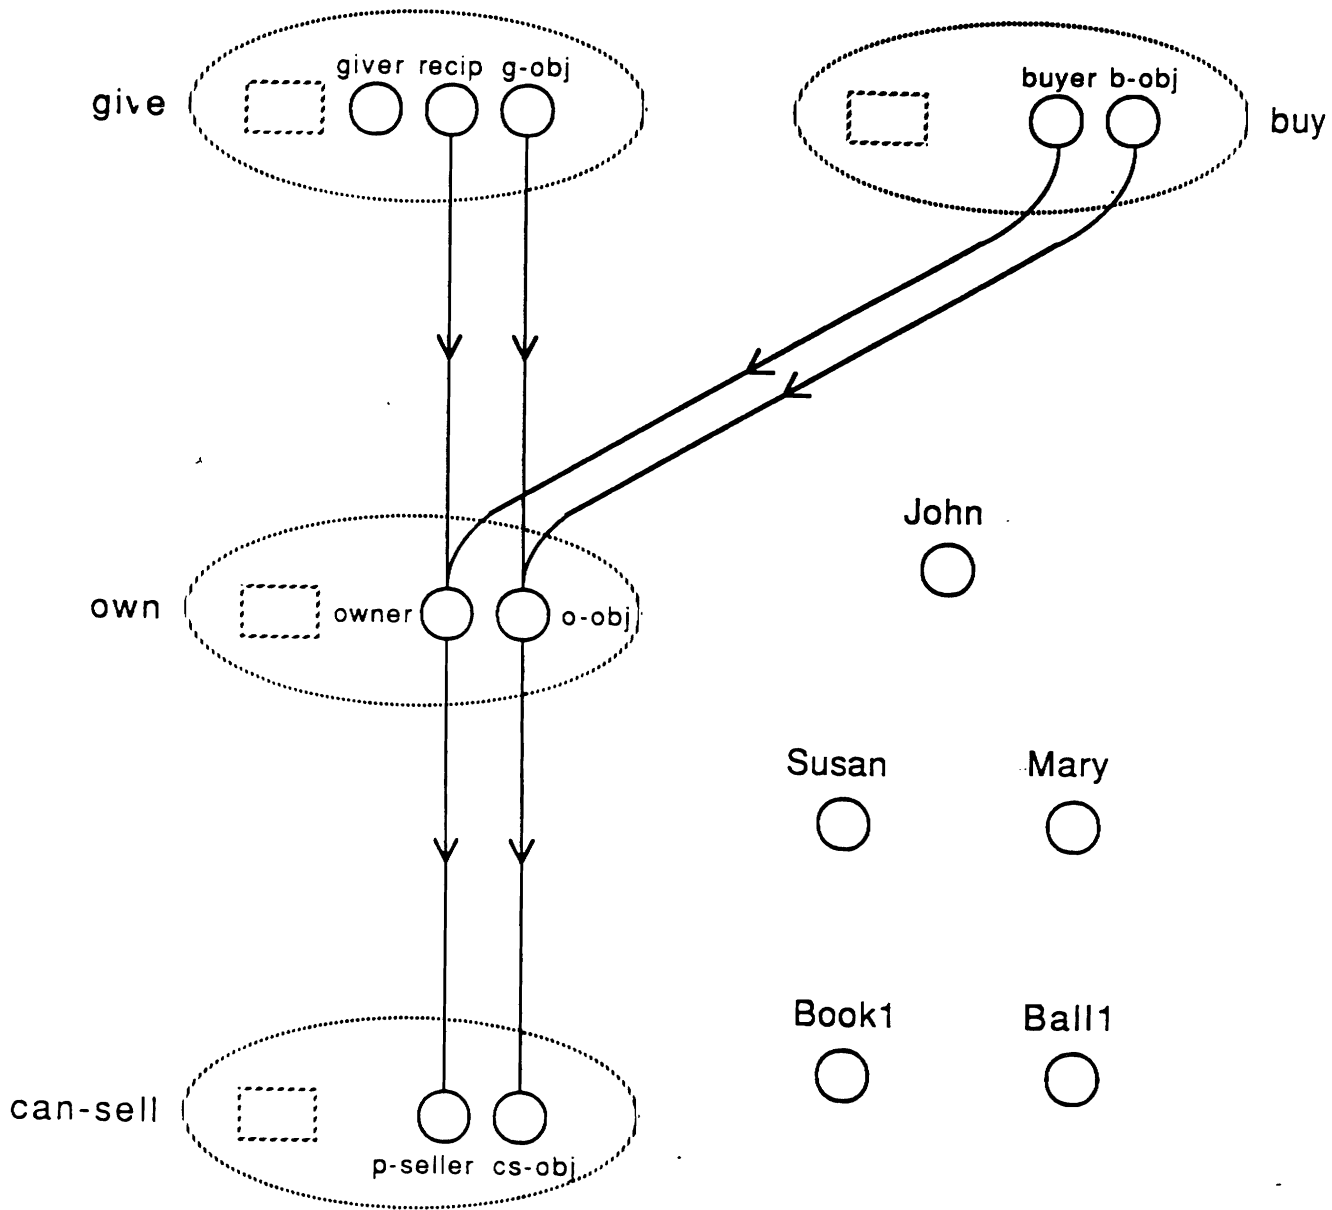 giver recip g-obj
give
buyer b-obj
buy
John
own
owner
o-obj
Susan
Mary
Book1
Ball1
can-sell
p-seller cs-obj